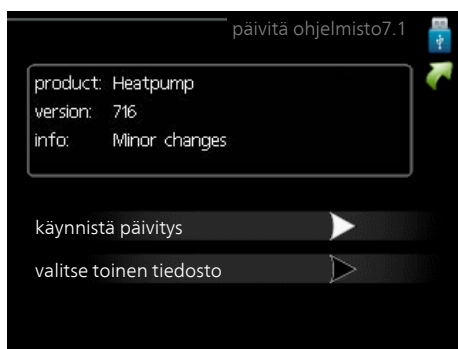 päivitä ohjelmisto7.1
product: Heatpump
version: 716
info: Minor changes
käynnistä päivitys
valitse toinen tiedosto